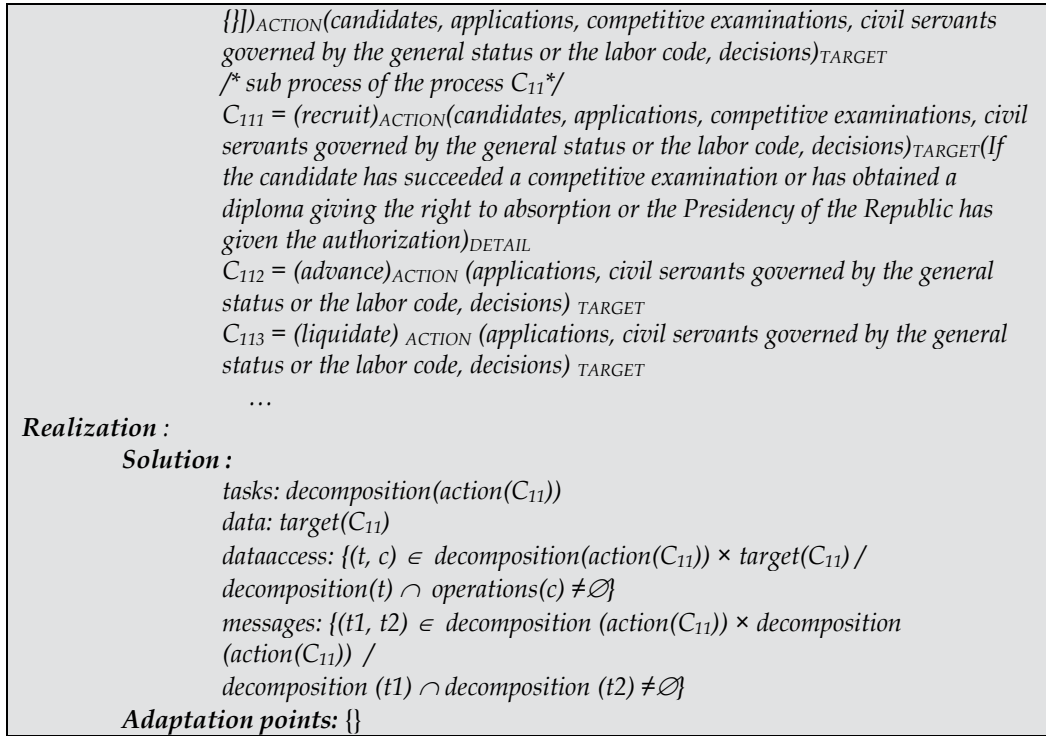 {}])ACTION(candidates, applications, competitive examinations, civil servants
governed by the general status or the labor code, decisions)TARGET
/* sub process of the process C11*/
C111 = (recruit)ACTION(candidates, applications, competitive examinations, civil
servants governed by the general status or the labor code, decisions)TARGET(If
the candidate has succeeded a competitive examination or has obtained a
diploma giving the right to absorption or the Presidency of the Republic has
given the authorization)DETAIL
C112 = (advance)ACTION (applications, civil servants governed by the general
status or the labor code, decisions) TARGET
C113 = (liquidate) ACTION (applications, civil servants governed by the general
status or the labor code, decisions) TARGET
…
Realization :
Solution :
tasks: decomposition(action(C11))
data: target(C11)
dataaccess: {(t, c) ∈ decomposition(action(C11)) × target(C11) /
decomposition(t) ∩ operations(c) ≠∅}
messages: {(t1, t2) ∈ decomposition (action(C11)) × decomposition
(action(C11)) /
decomposition (t1) ∩ decomposition (t2) ≠∅}
Adaptation points: {}